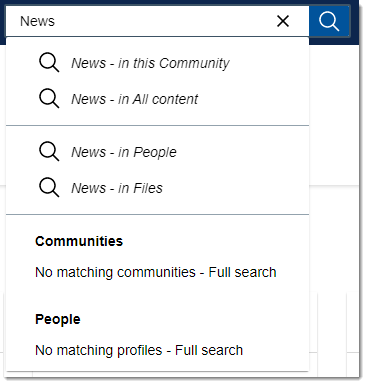 News
News - in this Community
News - in All content
News - in People
News - in Files
Communities
No matching communities - Full search
People
No matching profiles - Full search